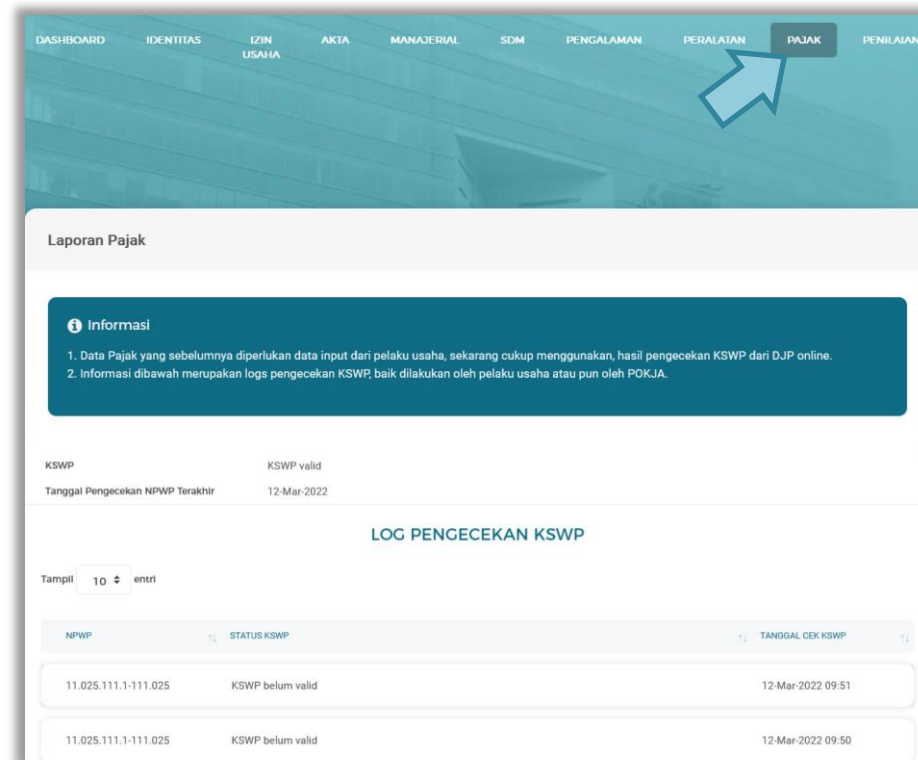 DASHBOARD IDENTITAS IZIN USAHA AKTA MANAJERIAL SDM PENGALAMAN PERALATAN PAJAK PENILAIAN
Laporan Pajak
Informasi
1. Data Pajak yang sebelumnya diperlukan data input dari pelaku usaha, sekarang cukup menggunakan, hasil pengecekan KSWP dari DJP online.
2. Informasi dibawah merupakan logs pengecekan KSWP, baik dilakukan oleh pelaku usaha atau pun oleh POKJA.
KSWP KSWP valid
Tanggal Pengecekan NPWP Terakhir 12-Mar-2022
LOG PENGECEKAN KSWP
Tampil 10 entri
NPWP STATUS KSWP TANGGAL CEK KSWP
11.025.111.1-111.025 KSWP belum valid 12-Mar-2022 09:51
11.025.111.1-111.025 KSWP belum valid 12-Mar-2022 09:50